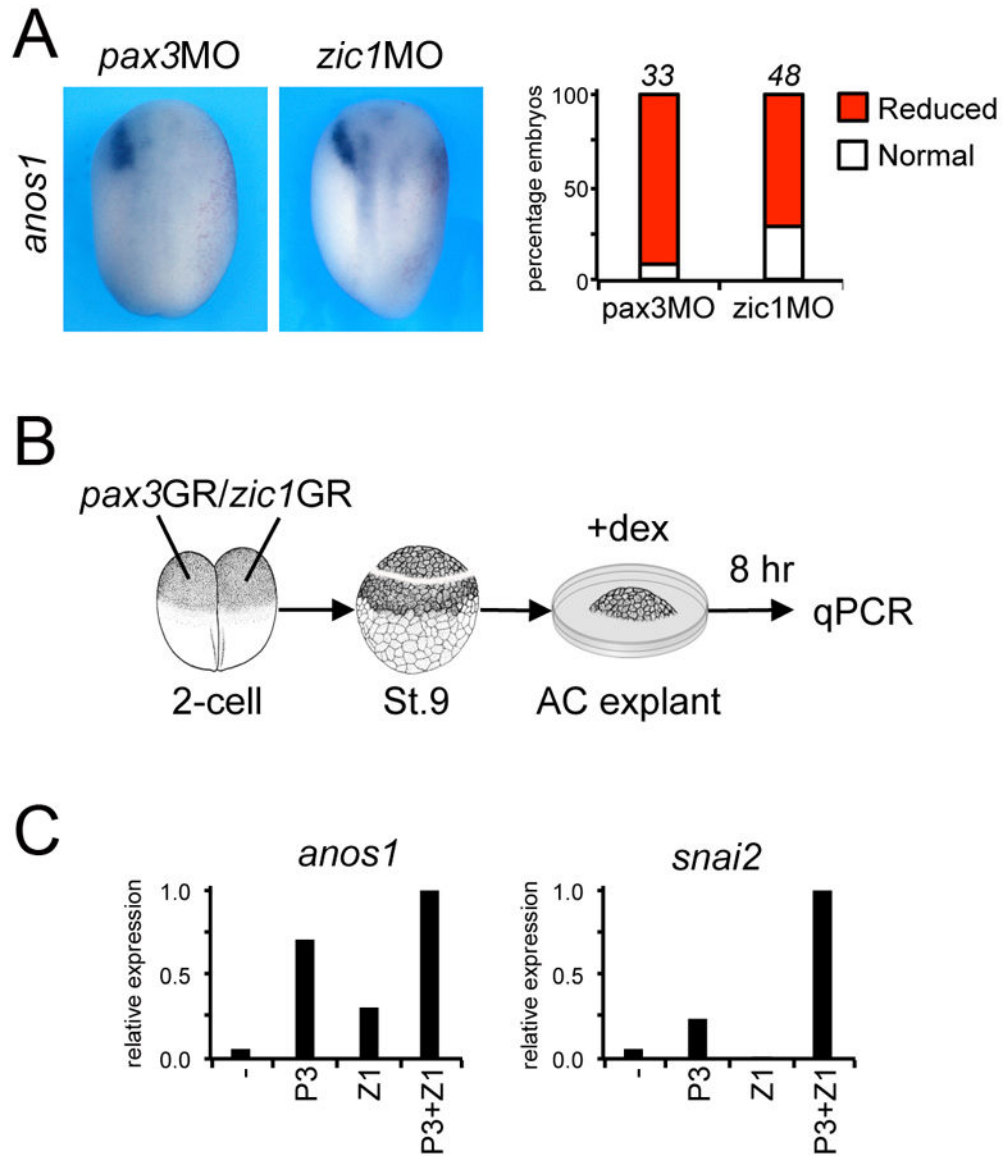 A
pax3MO
zic1MO
anos1
33
48
percentage embryos
100
50
0
pax3MO
zic1MO
Reduced
Normal
B
pax3GR/zic1GR
2-cell
St.9
+dex
AC explant
8 hr
qPCR
C
anos1
relative expression
1.0
0.5
0.0
-
P3
Z1
P3+Z1
snai2
relative expression
1.0
0.5
0.0
-
P3
Z1
P3+Z1